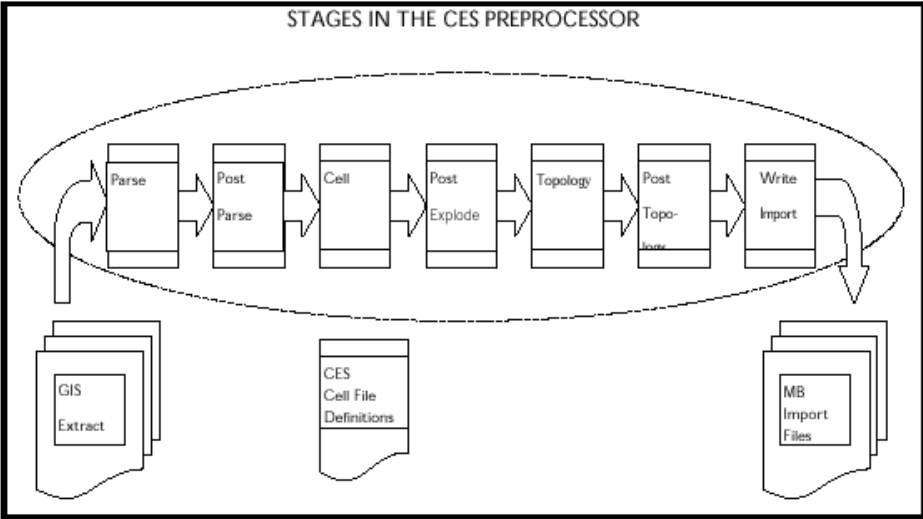 STAGES IN THE CES PREPROCESSOR
Parse
Post
Parse
Cell
Post
Explode
Topology
Post
Topo-
logy
Write
Import
GIS
Extract
CES
Cell File
Definitions
MB
Import
Files